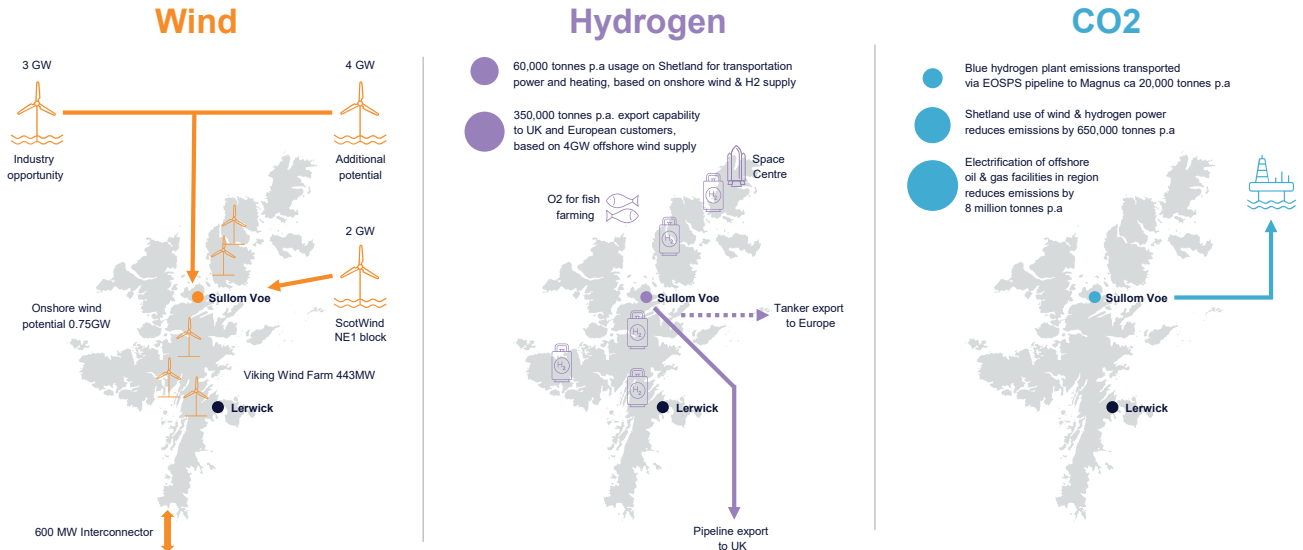 Wind
3 GW
4 GW
Industry
opportunity
Additional
potential
2 GW
Sullom Voe
Onshore wind
potential 0.75GW
ScotWind
NE1 block
Viking Wind Farm 443MW
Lerwick
600 MW Interconnector
Hydrogen
60,000 tonnes p.a usage on Shetland for transportation
power and heating, based on onshore wind & H2 supply
350,000 tonnes p.a. export capability
to UK and European customers,
based on 4GW offshore wind supply
Space
Centre
H2
O2 for fish
farming
H2
Sullom Voe
Tanker export
to Europe
H2
H2
H2
Lerwick
Pipeline export
to UK
CO2
Blue hydrogen plant emissions transported
via EOSPS pipeline to Magnus ca 20,000 tonnes p.a
Shetland use of wind & hydrogen power
reduces emissions by 650,000 tonnes p.a
Electrification of offshore
oil & gas facilities in region
reduces emissions by
8 million tonnes p.a
Sullom Voe
Lerwick